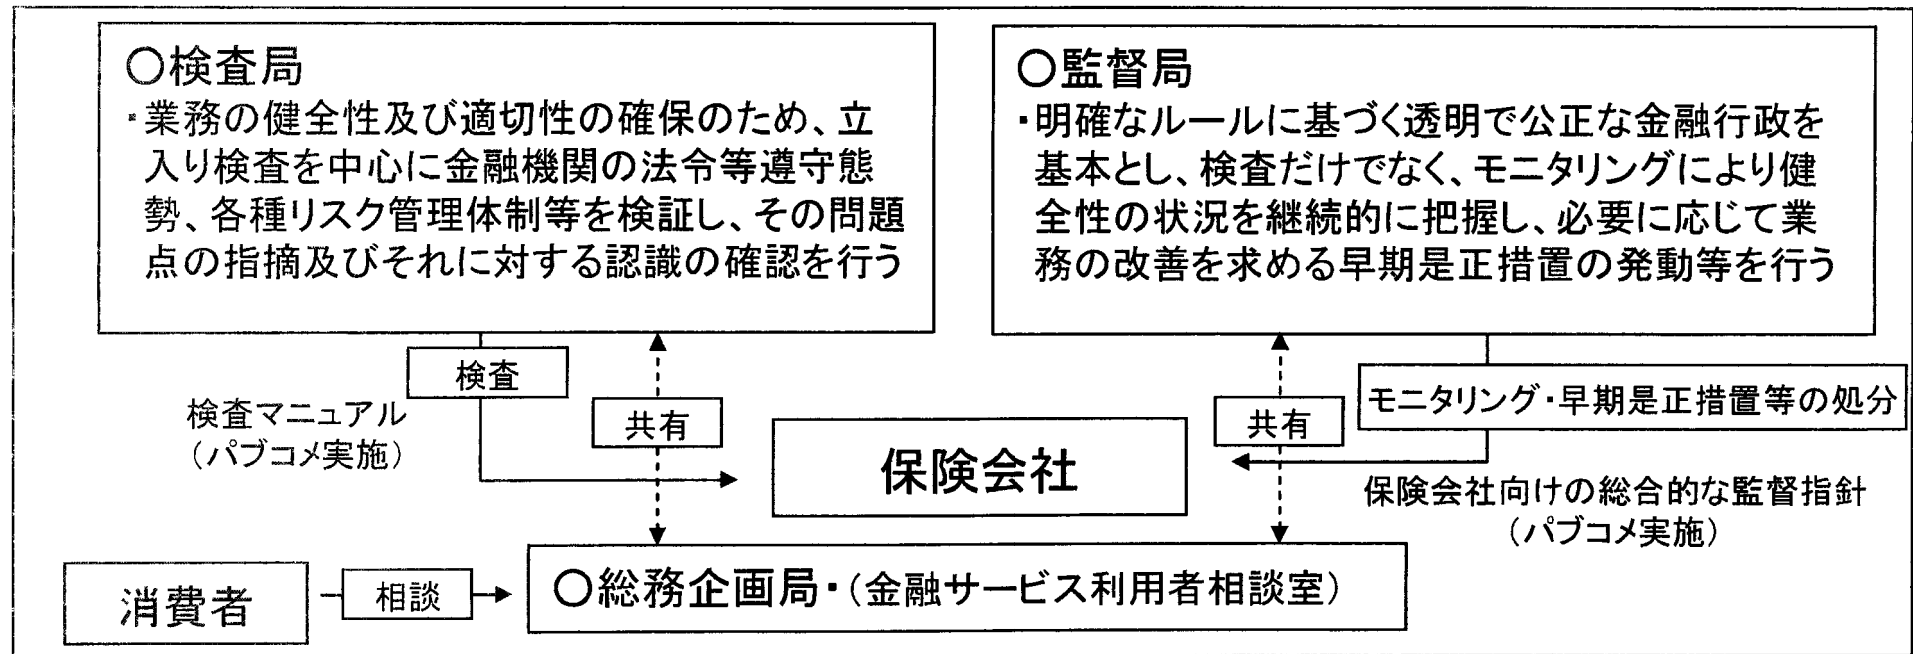 ○検査局
・業務の健全性及び適切性の確保のため、立
入り検査を中心に金融機関の法令等遵守態
勢、各種リスク管理体制等を検証し、その問題
点の指摘及びそれに対する認識の確認を行う
○監督局
・明確なルールに基づく透明で公正な金融行政を
基本とし、検査だけでなく、モニタリングにより健
全性の状況を継続的に把握し、必要に応じて業
務の改善を求める早期是正措置の発動等を行う
検査
検査マニュアル
（パブコメ実施）
共有
保険会社
共有
モニタリング・早期是正措置等の処分
保険会社向けの総合的な監督指針
（パブコメ実施）
消費者
相談
○総務企画局・（金融サービス利用者相談室）